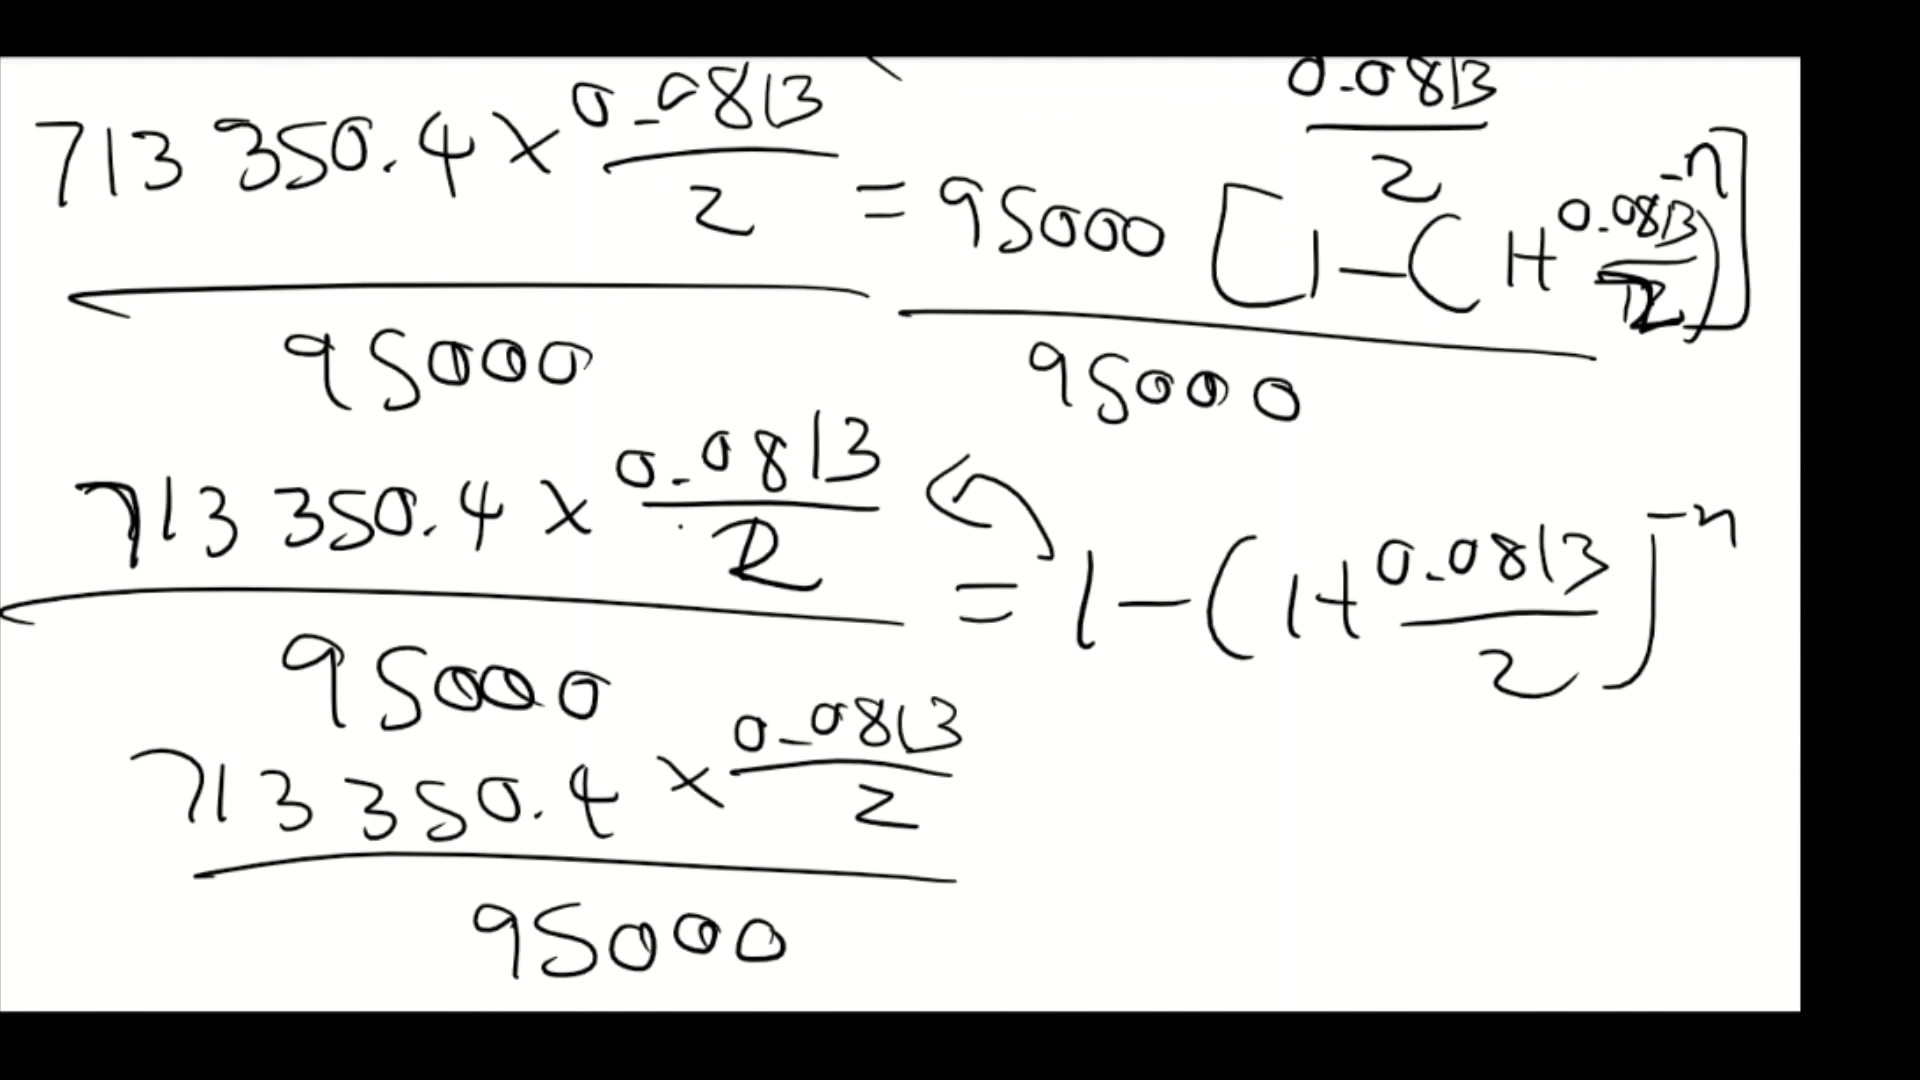 0.0813
713 350.4 × 0.0813 / 2 = 95000 [1 - (1+ 0.0813 / 2)^-n]
95000 95000
713 350.4 × 0.0813 / 2 = 1 - (1+ 0.0813 / 2)^-n
95000
713 350.4 × 0.0813 / 2
95000